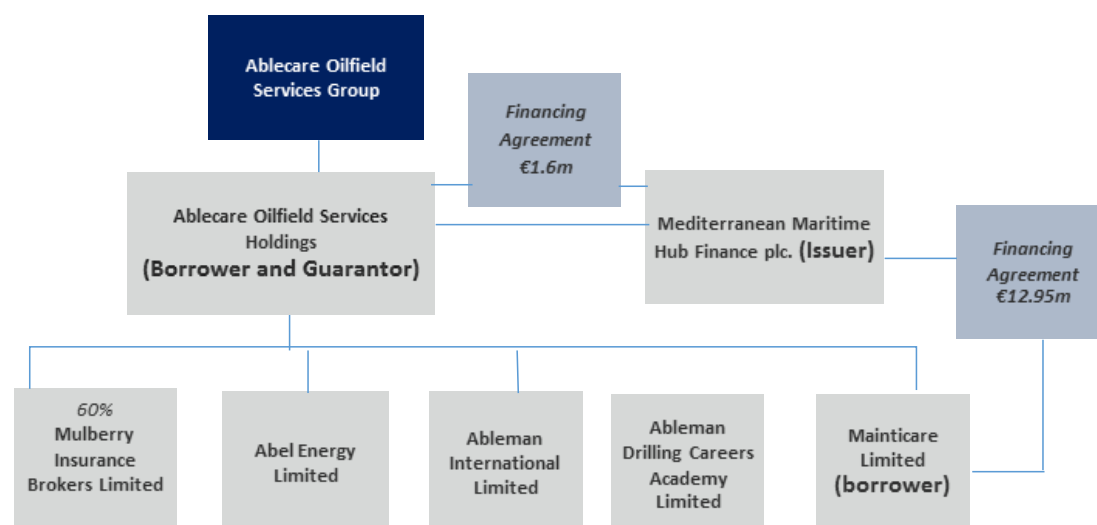 Ablecare Oilfield
Services Group
Financing
Agreement
€1.6m
Ablecare Oilfield Services
Holdings
(Borrower and Guarantor)
Mediterranean Maritime
Hub Finance plc. (Issuer)
Financing
Agreement
€12.95m
60%
Mulberry
Insurance
Brokers Limited
Abel Energy
Limited
Ableman
International
Limited
Ableman
Drilling Careers
Academy
Limited
Mainticare
Limited
(borrower)